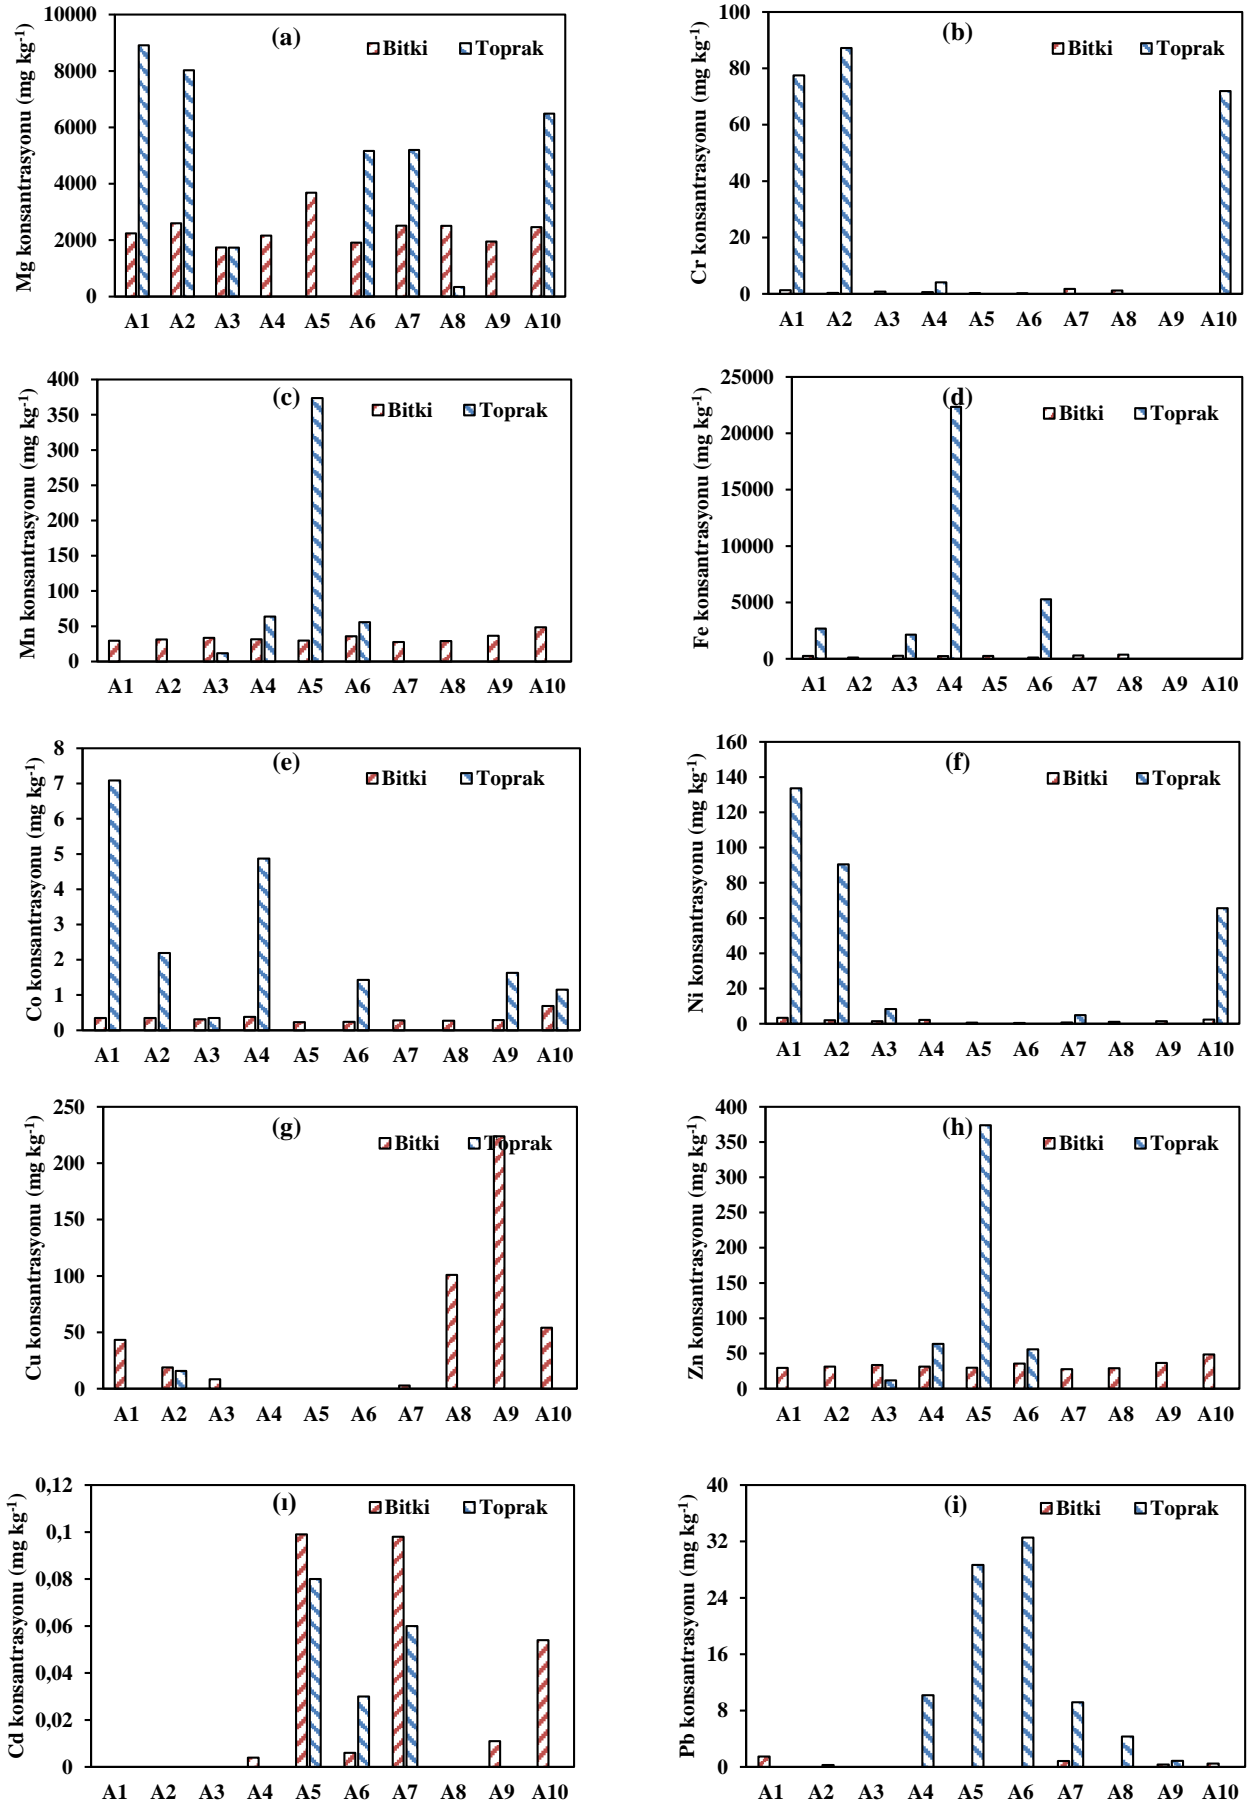 Mg konsantrasyonu (mg kg-1)
(a)
Bitki Toprak
10000
8000
6000
4000
2000
0
A1 A2 A3 A4 A5 A6 A7 A8 A9 A10
Cr konsantrasyonu (mg kg-1)
(b)
Bitki Toprak
100
80
60
40
20
0
A1 A2 A3 A4 A5 A6 A7 A8 A9 A10
Mn konsantrasyonu (mg kg-1)
(c)
Bitki Toprak
400
350
300
250
200
150
100
50
0
A1 A2 A3 A4 A5 A6 A7 A8 A9 A10
Fe konsantrasyonu (mg kg-1)
(d)
Bitki Toprak
25000
20000
15000
10000
5000
0
A1 A2 A3 A4 A5 A6 A7 A8 A9 A10
Co konsantrasyonu (mg kg-1)
(e)
Bitki Toprak
8
7
6
5
4
3
2
1
0
A1 A2 A3 A4 A5 A6 A7 A8 A9 A10
Ni konsantrasyonu (mg kg-1)
(f)
Bitki Toprak
160
140
120
100
80
60
40
20
0
A1 A2 A3 A4 A5 A6 A7 A8 A9 A10
Cu konsantrasyonu (mg kg-1)
(g)
Bitki Toprak
250
200
150
100
50
0
A1 A2 A3 A4 A5 A6 A7 A8 A9 A10
Zn konsantrasyonu (mg kg-1)
(h)
Bitki Toprak
400
350
300
250
200
150
100
50
0
A1 A2 A3 A4 A5 A6 A7 A8 A9 A10
Cd konsantrasyonu (mg kg-1)
(ı)
Bitki Toprak
0,12
0,1
0,08
0,06
0,04
0,02
0
A1 A2 A3 A4 A5 A6 A7 A8 A9 A10
Pb konsantrasyonu (mg kg-1)
(i)
Bitki Toprak
40
32
24
16
8
0
A1 A2 A3 A4 A5 A6 A7 A8 A9 A10